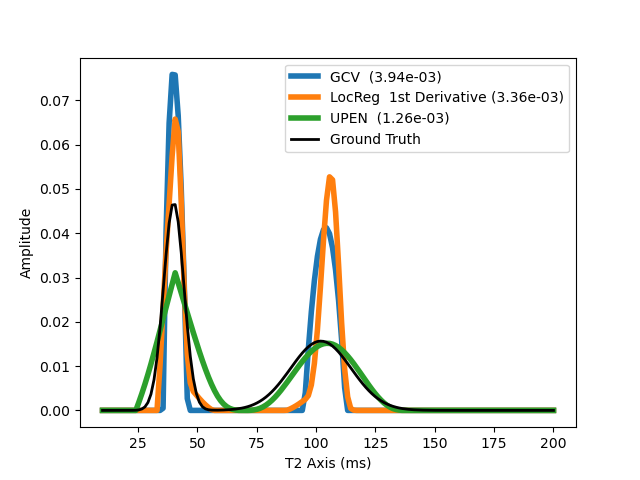 GCV (3.94e-03)
LocReg 1st Derivative (3.36e-03)
UPEN (1.26e-03)
Ground Truth
0.07
0.06
0.05
0.04
0.03
0.02
0.01
0.00
Amplitude
25 50 75 100 125 150 175 200
T2 Axis (ms)